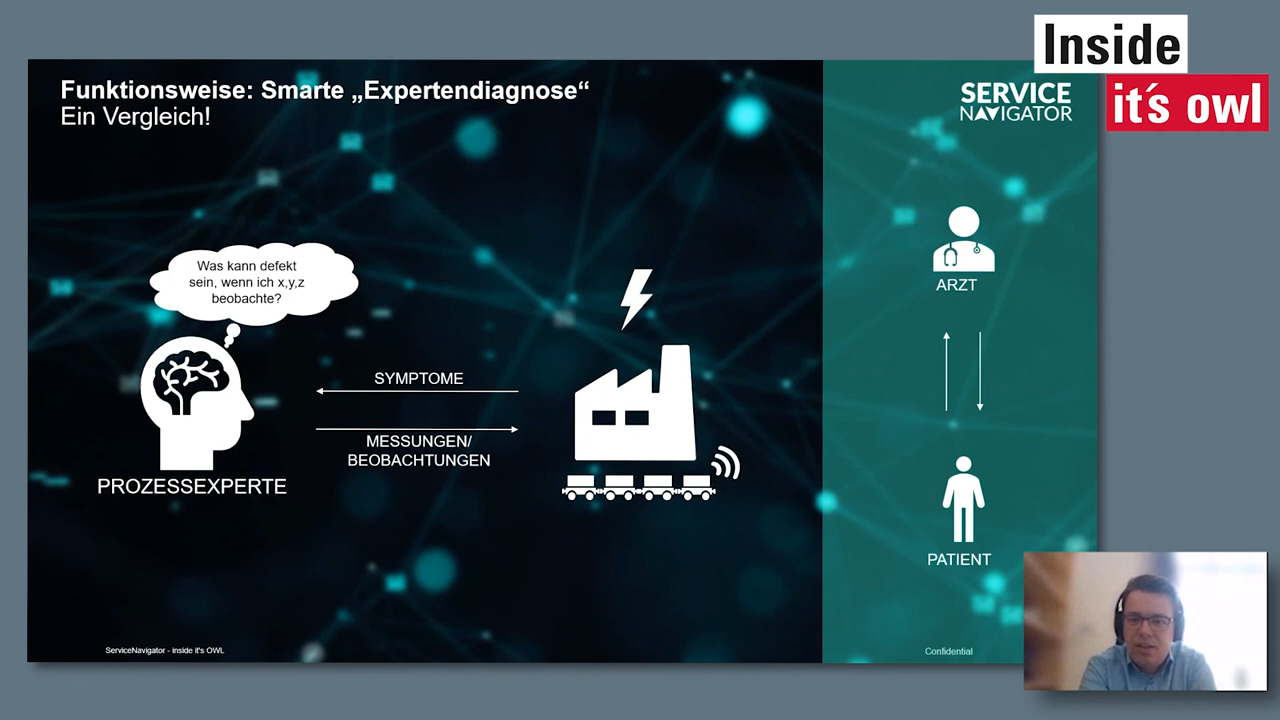 Inside
it's owl
Funktionsweise: Smarte „Expertendiagnose“
Ein Vergleich!
SERVICE
NAVIGATOR
Was kann defekt
sein, wenn ich x,y,z
beobachte?
SYMPTOME
MESSUNGEN/
BEOBACHTUNGEN
PROZESSEXPERTE
ARZT
PATIENT
ServiceNavigator - inside it's OWL
Confidential